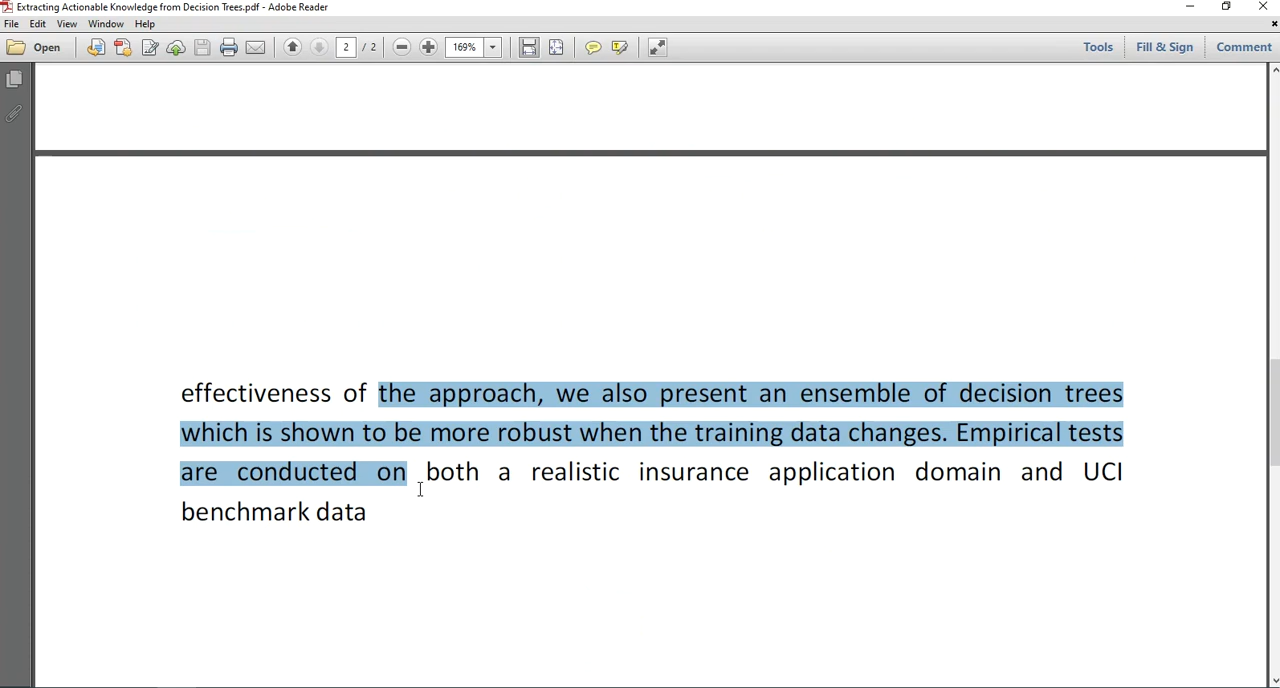 Extracting Actionable Knowledge from Decision Trees.pdf - Adobe Reader
File Edit View Window Help
Open 2 / 2 169% Tools Fill & Sign Comment
effectiveness of the approach, we also present an ensemble of decision trees
which is shown to be more robust when the training data changes. Empirical tests
are conducted on both a realistic insurance application domain and UCI
benchmark data